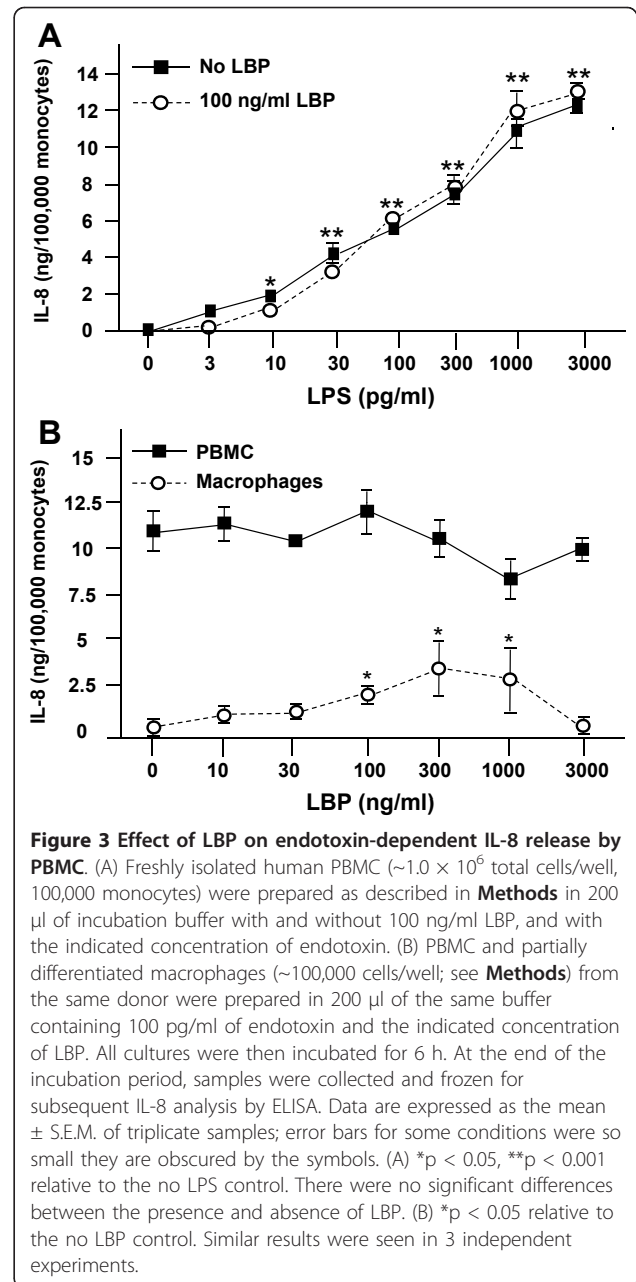 A
No LBP
100 ng/ml LBP
IL-8 (ng/100,000 monocytes)
14
12
10
8
6
4
2
0
*
**
**
**
**
**
0 3 10 30 100 300 1000 3000
LPS (pg/ml)
B
PBMC
Macrophages
IL-8 (ng/100,000 monocytes)
15
12.5
10
7.5
5
2.5
0
*
*
*
0 10 30 100 300 1000 3000
LBP (ng/ml)
Figure 3 Effect of LBP on endotoxin-dependent IL-8 release by
PBMC. (A) Freshly isolated human PBMC (~1.0 × 10⁶ total cells/well,
100,000 monocytes) were prepared as described in Methods in 200
μl of incubation buffer with and without 100 ng/ml LBP, and with
the indicated concentration of endotoxin. (B) PBMC and partially
differentiated macrophages (~100,000 cells/well; see Methods) from
the same donor were prepared in 200 μl of the same buffer
containing 100 pg/ml of endotoxin and the indicated concentration
of LBP. All cultures were then incubated for 6 h. At the end of the
incubation period, samples were collected and frozen for
subsequent IL-8 analysis by ELISA. Data are expressed as the mean
± S.E.M. of triplicate samples; error bars for some conditions were so
small they are obscured by the symbols. (A) *p < 0.05, **p < 0.001
relative to the no LPS control. There were no significant differences
between the presence and absence of LBP. (B) *p < 0.05 relative to
the no LBP control. Similar results were seen in 3 independent
experiments.